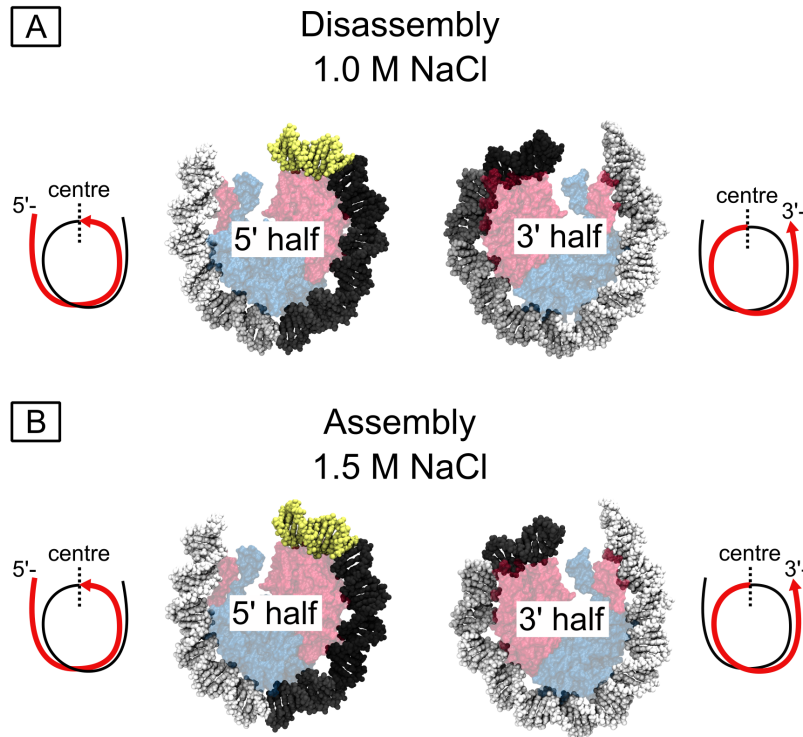 A
Disassembly
1.0 M NaCl
5'-
centre
5' half
3' half
centre
3'-
B
Assembly
1.5 M NaCl
5'-
centre
5' half
3' half
centre
3'-